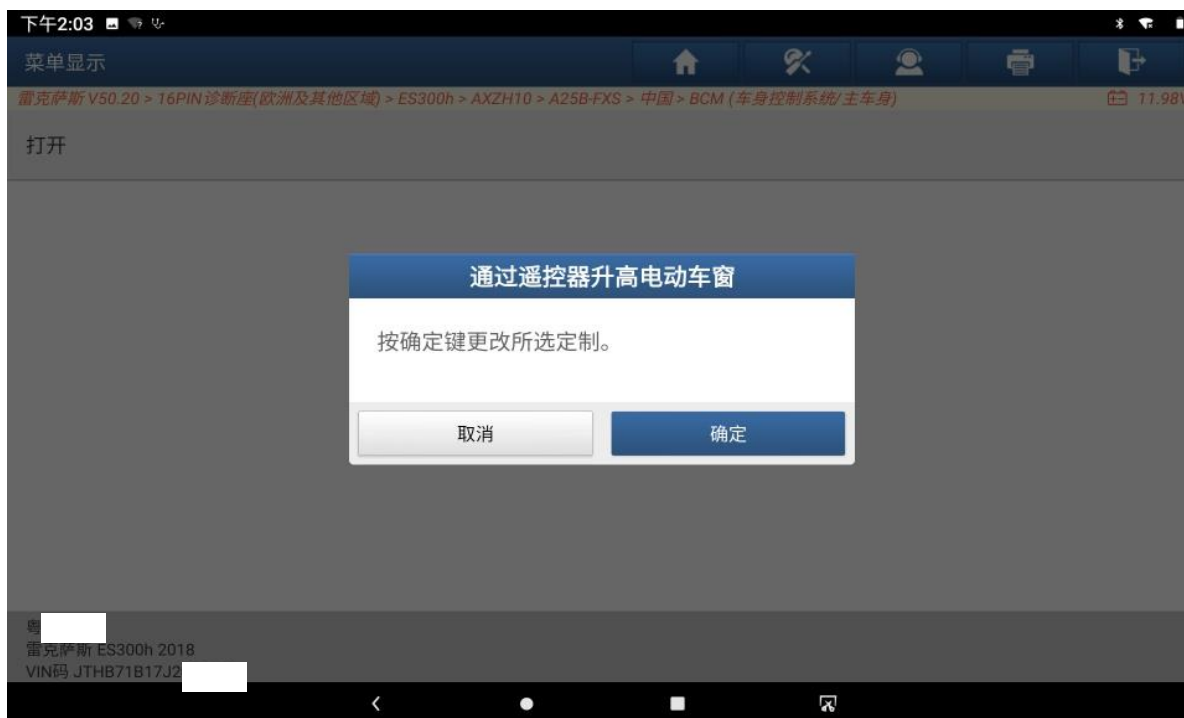 下午2:03
菜单显示
雷克萨斯 V50.20 > 16PIN诊断座(欧洲及其他区域) > ES300h > AXZH10 > A25B-FXS > 中国 > BCM (车身控制系统/主车身) 11.98V
打开
通过遥控器升高电动车窗
按确定键更改所选定制。
取消 确定
粤
雷克萨斯 ES300h 2018
VIN码 JTHB71B17J2